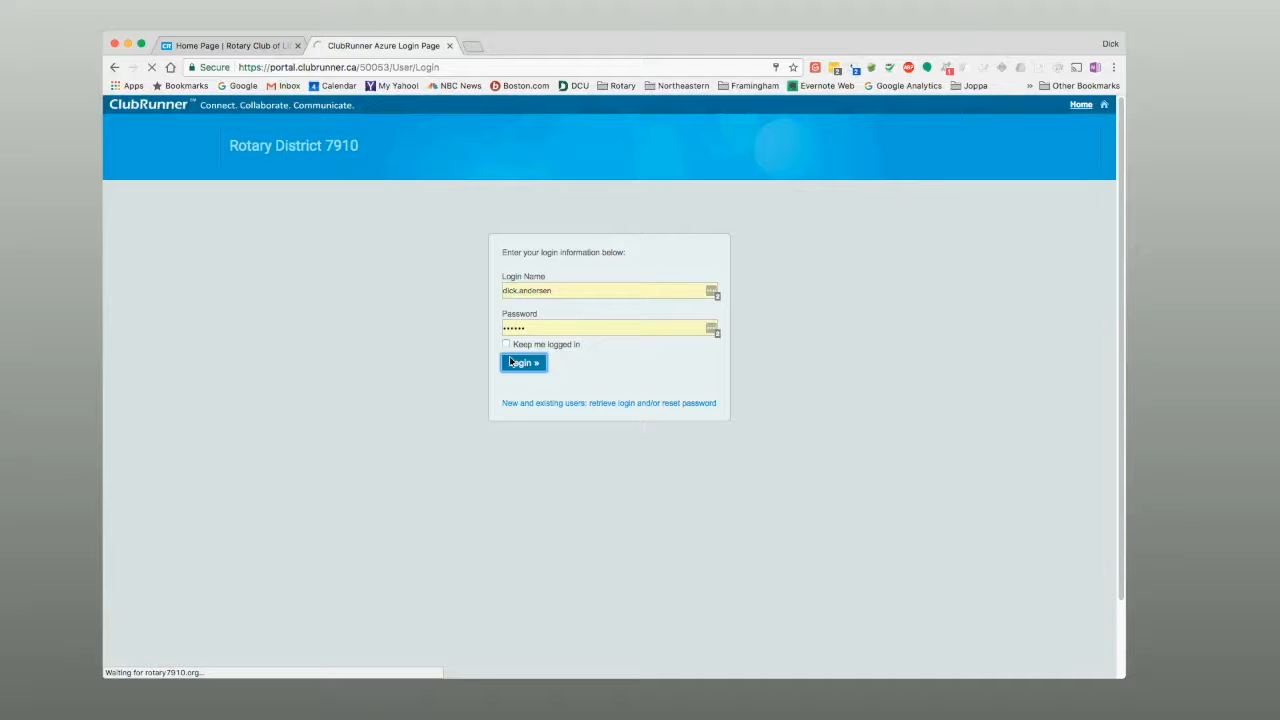 Home Page | Rotary Club of
ClubRunner Azure Login Page
Dick
Secure
https://portal.clubrunner.ca/50053/User/Login
Apps
Bookmarks
Google
Inbox
Calendar
My Yahoo!
NBC News
Boston.com
DCU
Rotary
Northeastern
Framingham
Evernote Web
Google Analytics
Joppa
»
Other Bookmarks
ClubRunner™ Connect. Collaborate. Communicate.
Home
Rotary District 7910
Enter your login information below:
Login Name
dick.andersen
Password
••••••
Keep me logged in
Login »
New and existing users: retrieve login and/or reset password
Waiting for rotary7910.org...